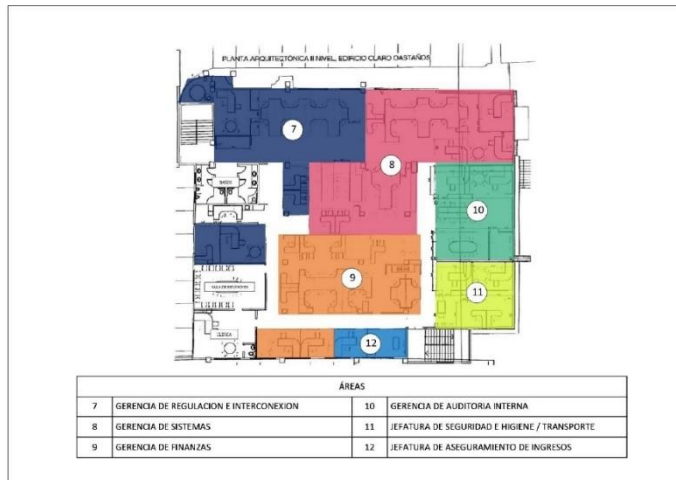 PLANTA ARQUITECTÓNICA II NIVEL, EDIFICIO CLARO CASTAÑOS
7
8
10
9
11
12
ÁREAS
7 GERENCIA DE REGULACION E INTERCONEXION 10 GERENCIA DE AUDITORIA INTERNA
8 GERENCIA DE SISTEMAS 11 JEFATURA DE SEGURIDAD E HIGIENE / TRANSPORTE
9 GERENCIA DE FINANZAS 12 JEFATURA DE ASEGURAMIENTO DE INGRESOS